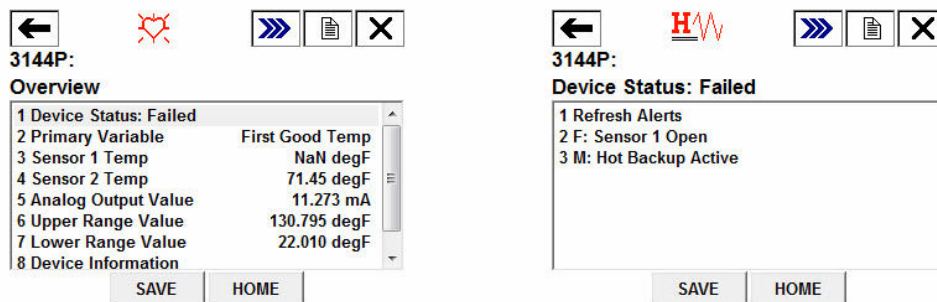 3144P:
Overview
1 Device Status: Failed
2 Primary Variable First Good Temp
3 Sensor 1 Temp NaN degF
4 Sensor 2 Temp 71.45 degF
5 Analog Output Value 11.273 mA
6 Upper Range Value 130.795 degF
7 Lower Range Value 22.010 degF
8 Device Information
SAVE HOME
H
3144P:
Device Status: Failed
1 Refresh Alerts
2 F: Sensor 1 Open
3 M: Hot Backup Active
SAVE HOME